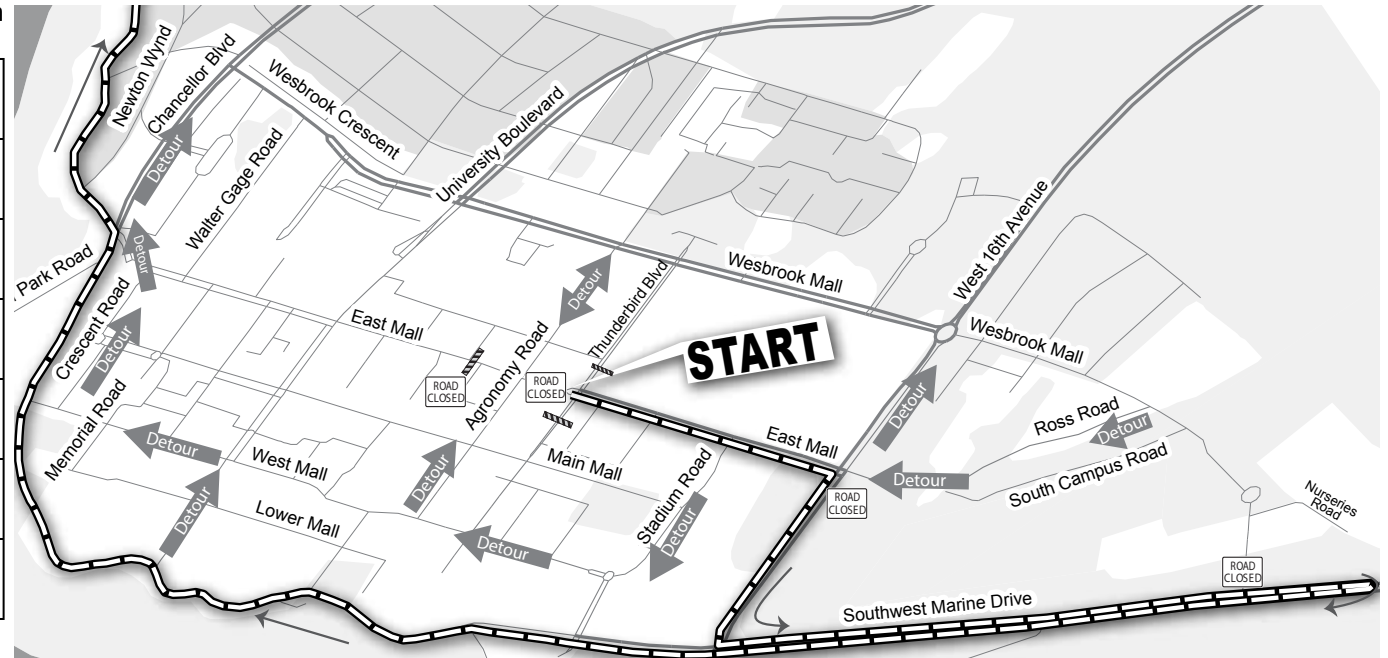 Newton Wynd
Chancellor Blvd
Wesbrook Crescent
University Boulevard
Detour
Walter Gage Road
Park Road
Detour
Detour
Wesbrook Mall
West 16th Avenue
Crescent Road
Detour
East Mall
Thunderbird Blvd
START
Wesbrook Mall
ROAD
CLOSED
ROAD
CLOSED
Agronomy Road
Detour
Ross Road
Detour
Memorial Road
Detour
West Mall
Main Mall
East Mall
South Campus Road
Detour
Detour
Stadium Road
ROAD
CLOSED
Nurseries
Road
Detour
Lower Mall
Detour
Detour
ROAD
CLOSED
Southwest Marine Drive